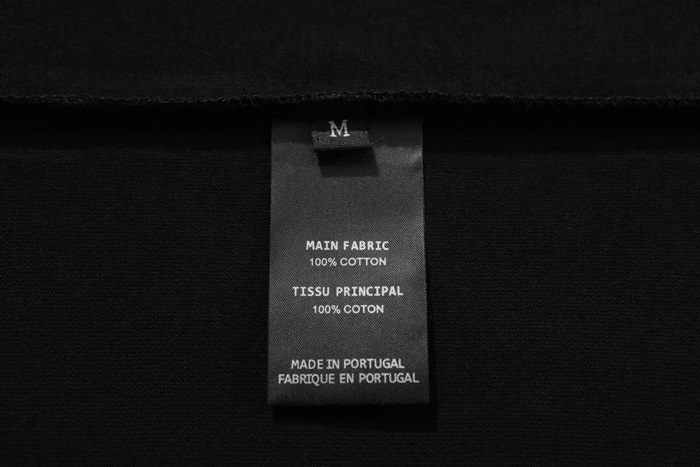 M
MAIN FABRIC
100% COTTON
TISSU PRINCIPAL
100% COTON
MADE IN PORTUGAL
FABRIQUE EN PORTUGAL